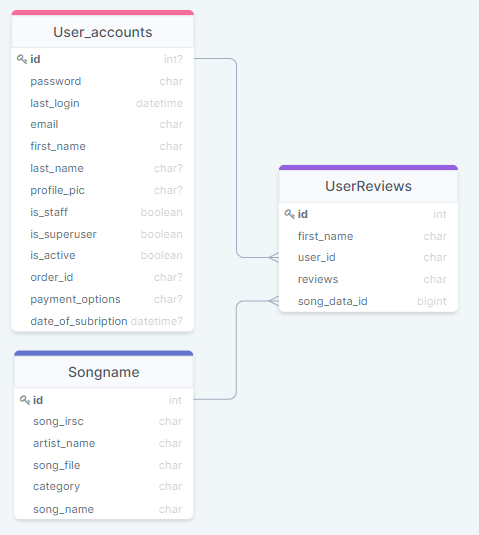 User_accounts
id int?
password char
last_login datetime
email char
first_name char
last_name char?
profile_pic char?
is_staff boolean
is_superuser boolean
is_active boolean
order_id char?
payment_options char?
date_of_subription datetime?
UserReviews
id int
first_name char
user_id char
reviews char
song_data_id bigint
Songname
id int
song_irsc char
artist_name char
song_file char
category char
song_name char